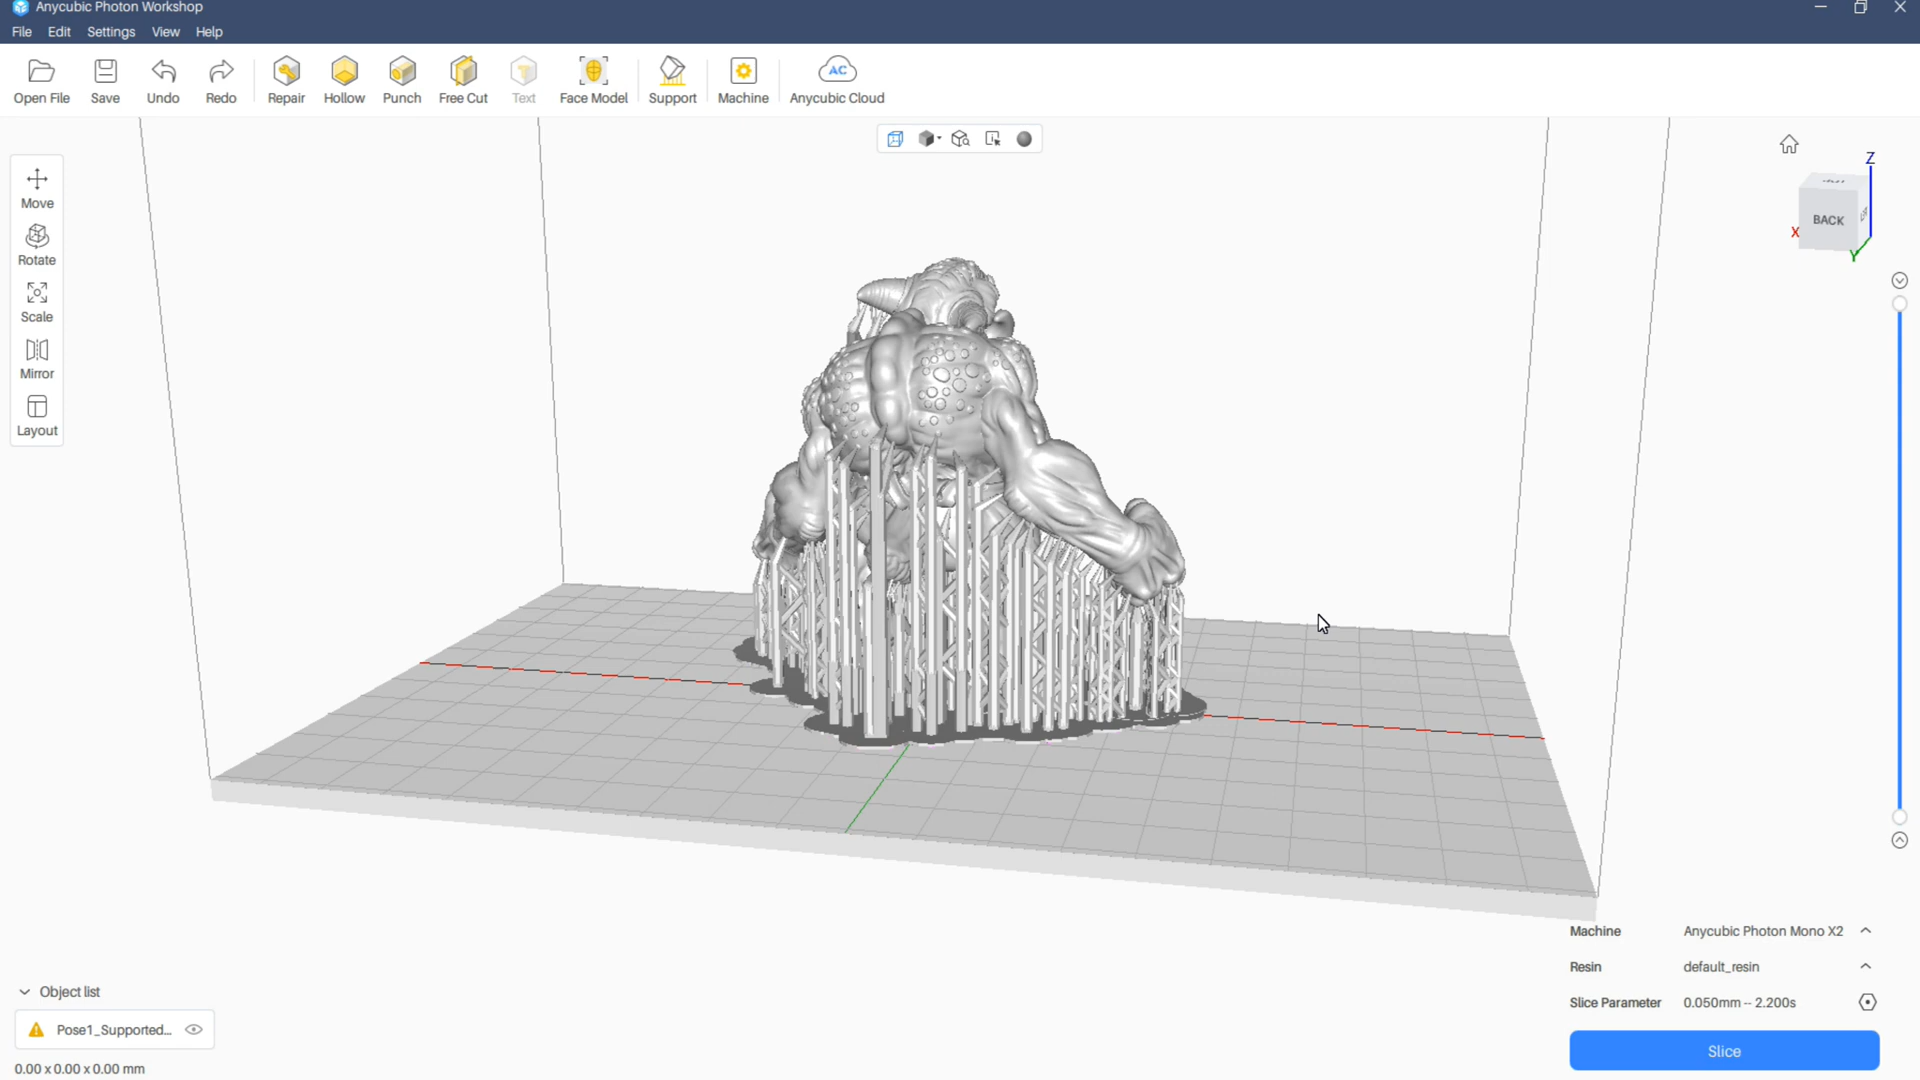 Anycubic Photon Workshop
File Edit Settings View Help
Open File Save Undo Redo Repair Hollow Punch Free Cut Text Face Model Support Machine Anycubic Cloud
AC
Move
Rotate
Scale
Mirror
Layout
Z
BACK
X
Y
Machine Anycubic Photon Mono X2
Resin default_resin
Slice Parameter 0.050mm -- 2.200s
Slice
Object list
Pose1_Supported...
0.00 x 0.00 x 0.00 mm